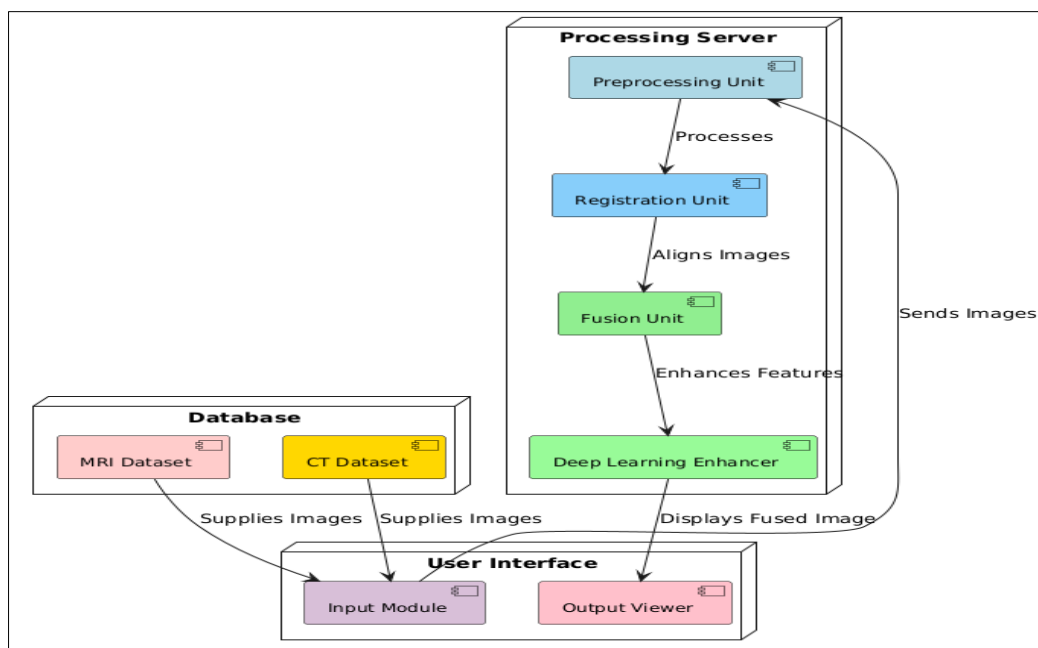 Processing Server
Preprocessing Unit
Processes
Registration Unit
Aligns Images
Fusion Unit
Sends Images
Enhances Features
Database
MRI Dataset
CT Dataset
Deep Learning Enhancer
Supplies Images
Supplies Images
Displays Fused Image
User Interface
Input Module
Output Viewer